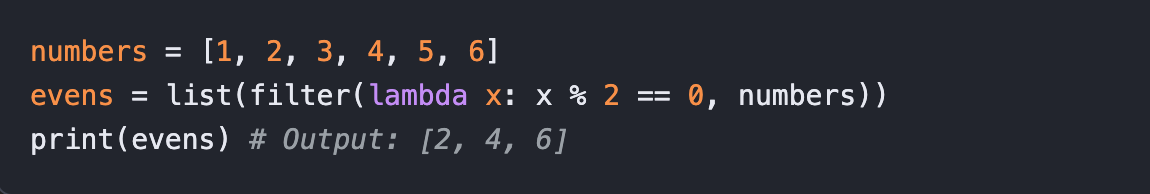 numbers = [1, 2, 3, 4, 5, 6]
evens = list(filter(lambda x: x % 2 == 0, numbers))
print(evens) # Output: [2, 4, 6]